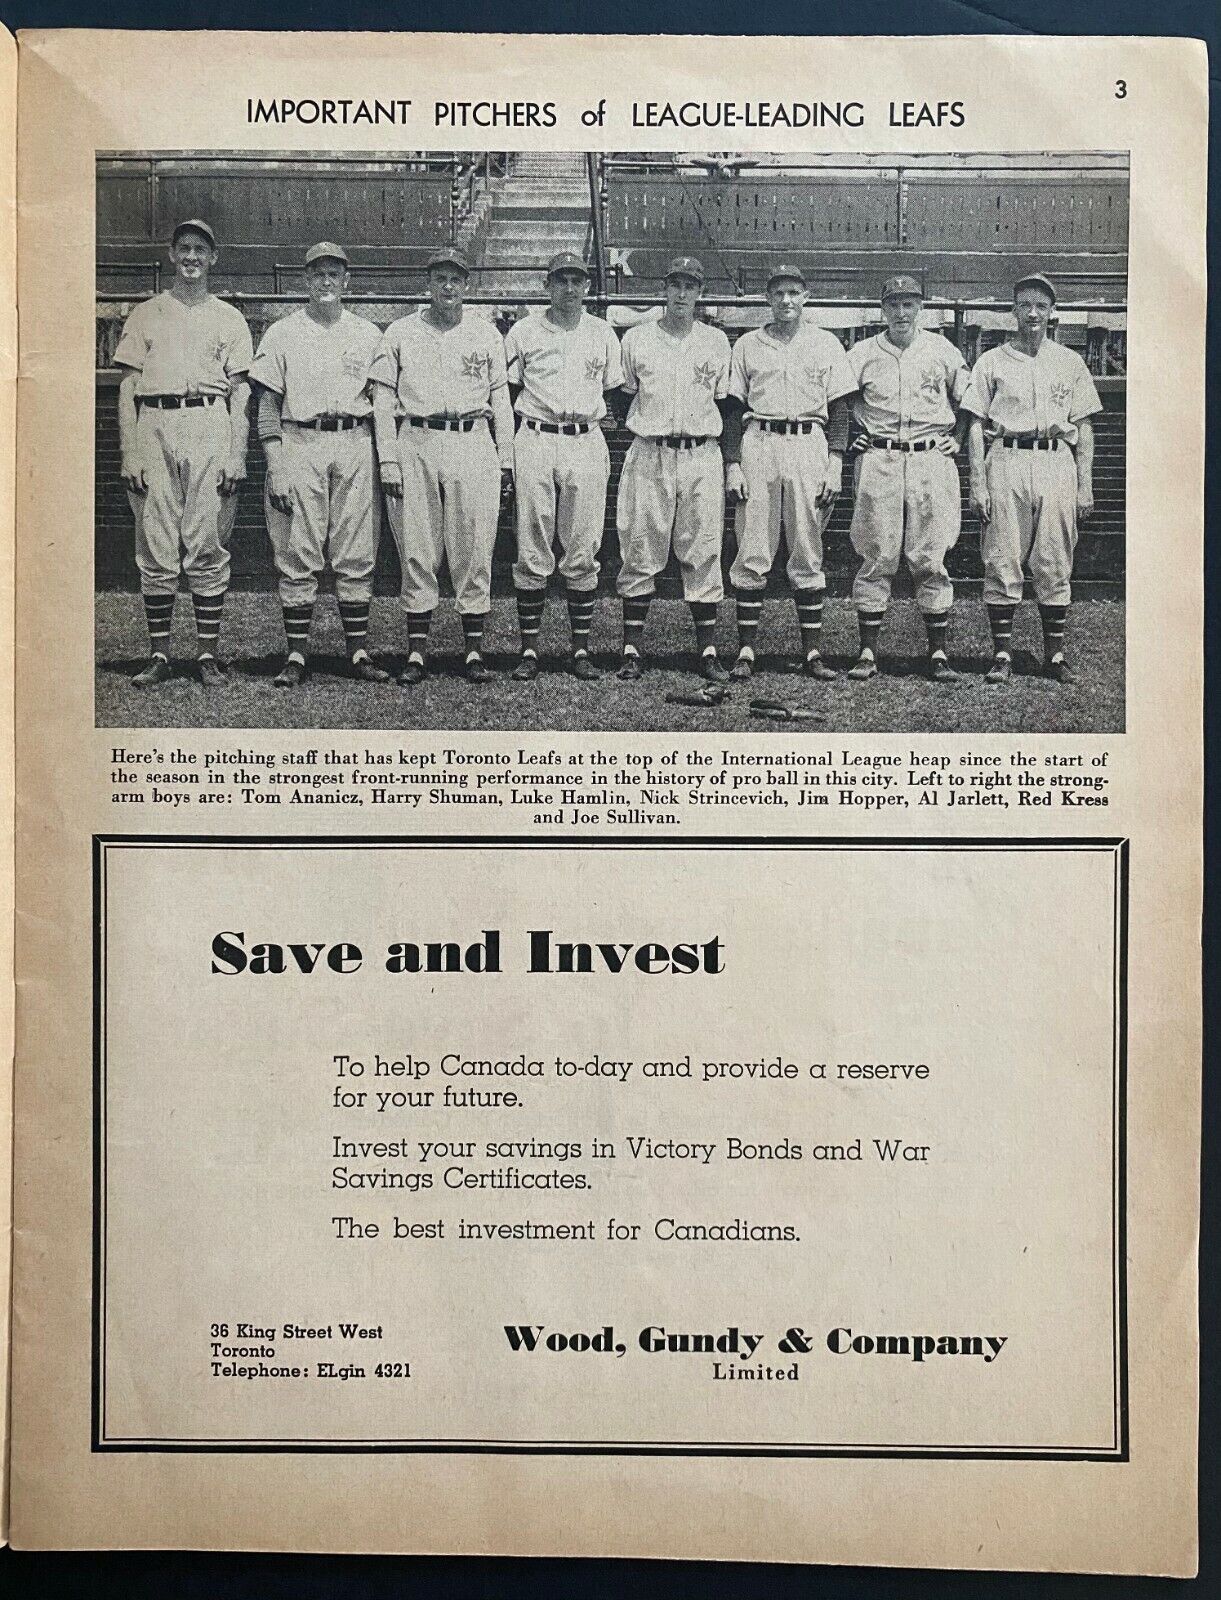 3
IMPORTANT PITCHERS of LEAGUE-LEADING LEAFS
K
Here's the pitching staff that has kept Toronto Leafs at the top of the International League heap since the start of
the season in the strongest front-running performance in the history of pro ball in this city. Left to right the strong-
arm boys are: Tom Ananicz, Harry Shuman, Luke Hamlin, Nick Strincevich, Jim Hopper, Al Jarlett, Red Kress
and Joe Sullivan.
Save and Invest
To help Canada to-day and provide a reserve
for your future.
Invest your savings in Victory Bonds and War
Savings Certificates.
The best investment for Canadians.
36 King Street West
Toronto
Telephone: ELgin 4321
Wood, Gundy & Company
Limited